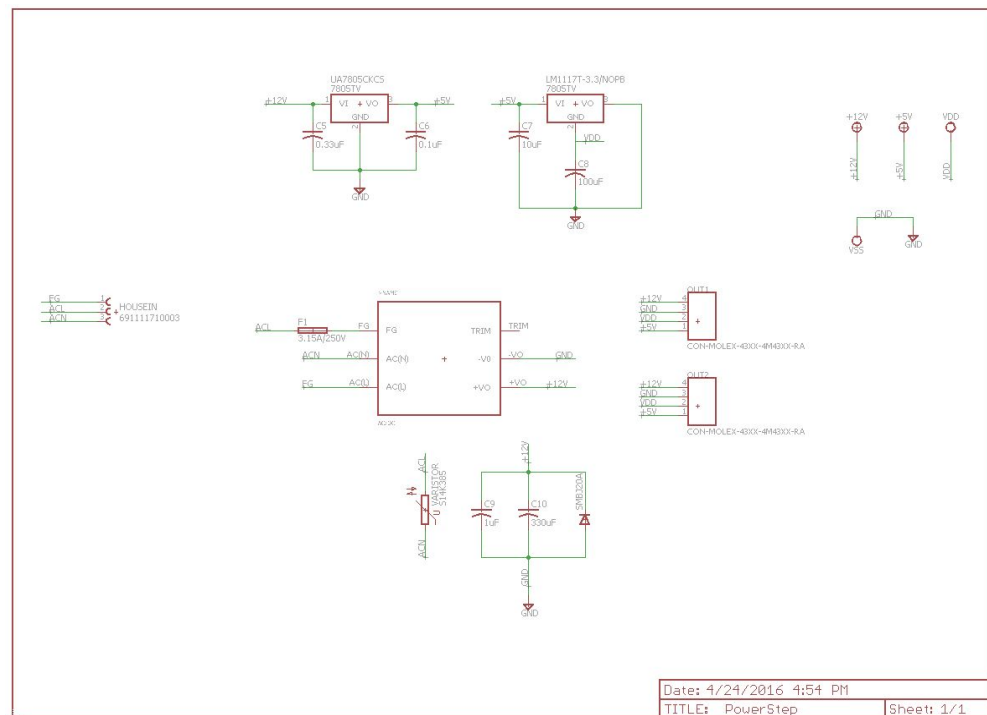 UA7805CKCS
7805TV
+12V
1
VI
VO
3
+5V
GND
2
C5
0.33uF
C6
0.1uF
GND
LM1117T-3.3/NOPB
7805TV
+5V
1
VI
VO
3
GND
2
VDD
C7
10uF
C8
100uF
GND
+12V
+5V
VDD
+12V
+5V
VDD
GND
VSS
GND
FG
ACL
ACN
1
2
3
HOUSEIN
691111710003
ACL
F1
3.15A/250V
FG
FG
TRIM
TRIM
ACN
AC(N)
AC(N)
-V0
-VO
GND
FG
AC(L)
AC(L)
+VO
+VO
+12V
OUT1
+12V
4
GND
3
VDD
2
+5V
1
CON-MOLEX-43XX-4M43XX-RA
OUT2
+12V
4
GND
3
VDD
2
+5V
1
CON-MOLEX-43XX-4M43XX-RA
ACL
VARISTOR
S14K385
U
ACN
+12V
C9
1uF
C10
330uF
SMBJ20A
GND
GND
Date: 4/24/2016 4:54 PM
TITLE: PowerStep
Sheet: 1/1